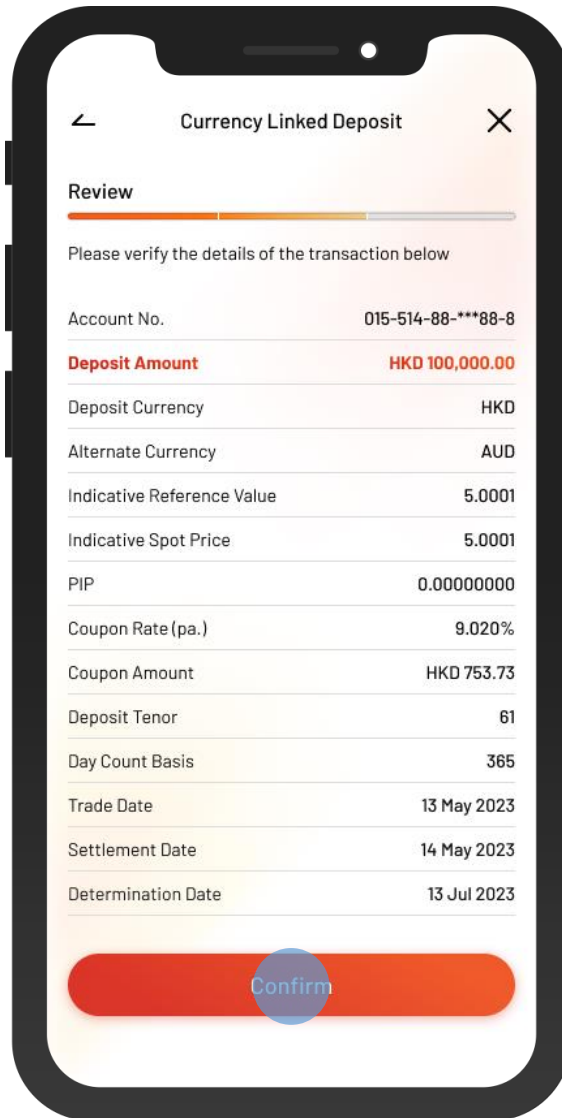 Currency Linked Deposit
Review
Please verify the details of the transaction below
Account No. 015-514-88-***88-8
Deposit Amount HKD 100,000.00
Deposit Currency HKD
Alternate Currency AUD
Indicative Reference Value 5.0001
Indicative Spot Price 5.0001
PIP 0.00000000
Coupon Rate (pa.) 9.020%
Coupon Amount HKD 753.73
Deposit Tenor 61
Day Count Basis 365
Trade Date 13 May 2023
Settlement Date 14 May 2023
Determination Date 13 Jul 2023
Confirm